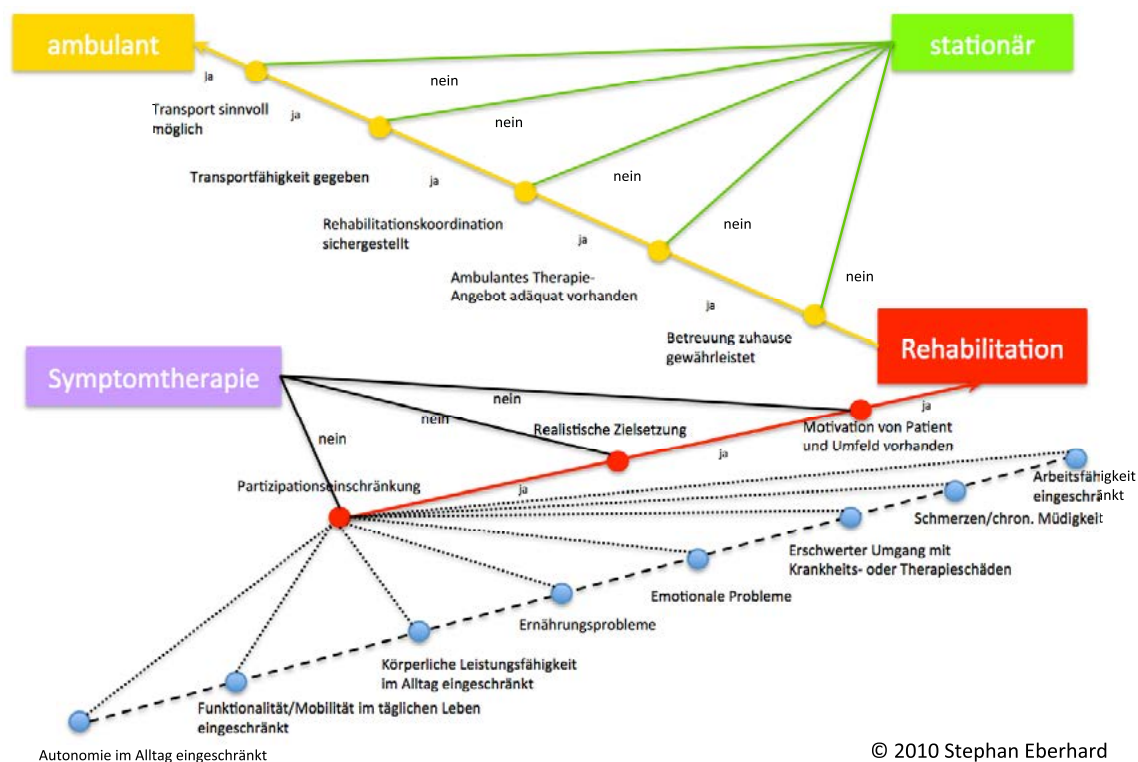 ambulant
stationär
ja
nein
Transport sinnvoll
möglich
ja
nein
Transportfähigkeit gegeben
ja
nein
Rehabilitationskoordination
sichergestellt
ja
nein
Ambulantes Therapie-
Angebot adäquat vorhanden
ja
nein
Betreuung zuhause
gewährleistet
Rehabilitation
Symptomtherapie
nein
nein
nein
ja
Realistische Zielsetzung
Motivation von Patient
und Umfeld vorhanden
ja
Partizipationseinschränkung
ja
Arbeitsfähigkeit
eingeschränkt
Schmerzen/chron. Müdigkeit
Erschwerter Umgang mit
Krankheits- oder Therapieschäden
Emotionale Probleme
Ernährungsprobleme
Körperliche Leistungsfähigkeit
im Alltag eingeschränkt
Funktionalität/Mobilität im täglichen Leben
eingeschränkt
Autonomie im Alltag eingeschränkt
© 2010 Stephan Eberhard